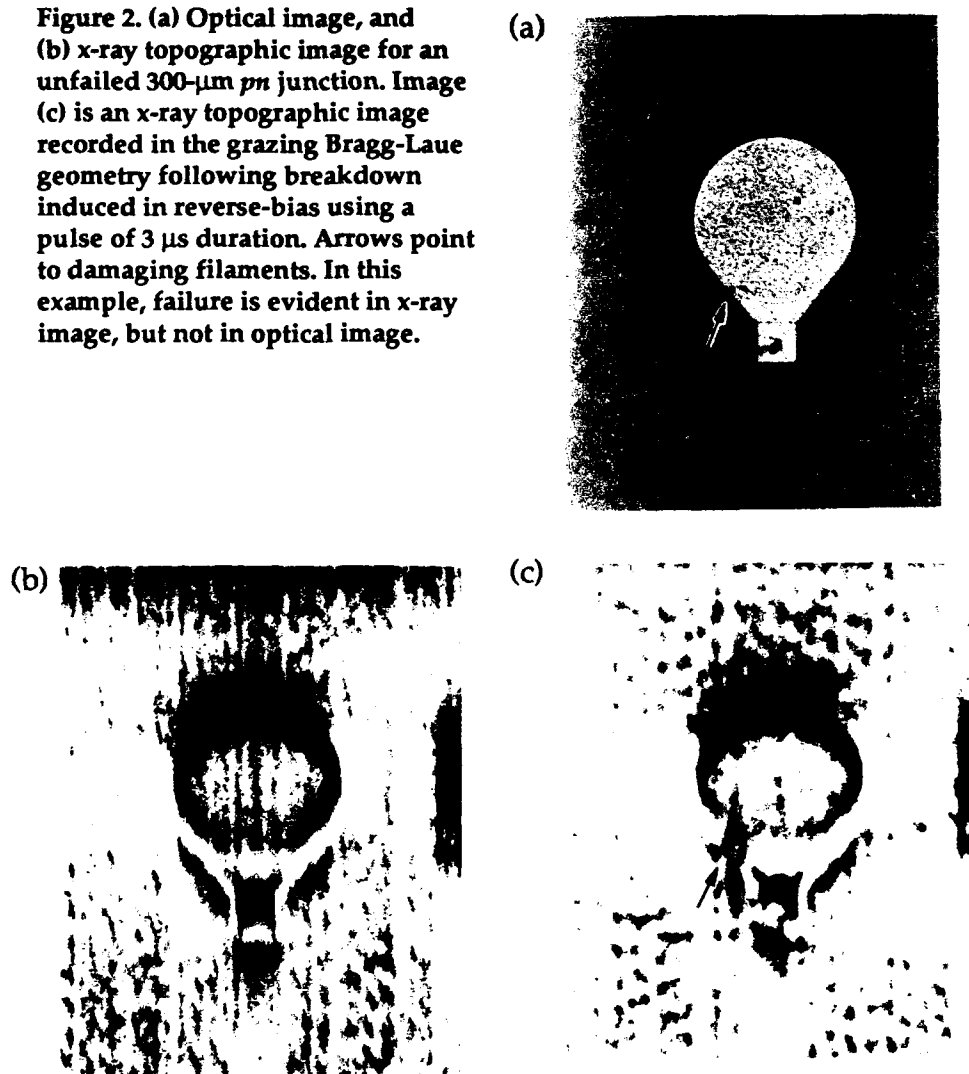 Figure 2. (a) Optical image, and
(b) x-ray topographic image for an
unfailed 300-μm pn junction. Image
(c) is an x-ray topographic image
recorded in the grazing Bragg-Laue
geometry following breakdown
induced in reverse-bias using a
pulse of 3 μs duration. Arrows point
to damaging filaments. In this
example, failure is evident in x-ray
image, but not in optical image.
(a)
(b)
(c)